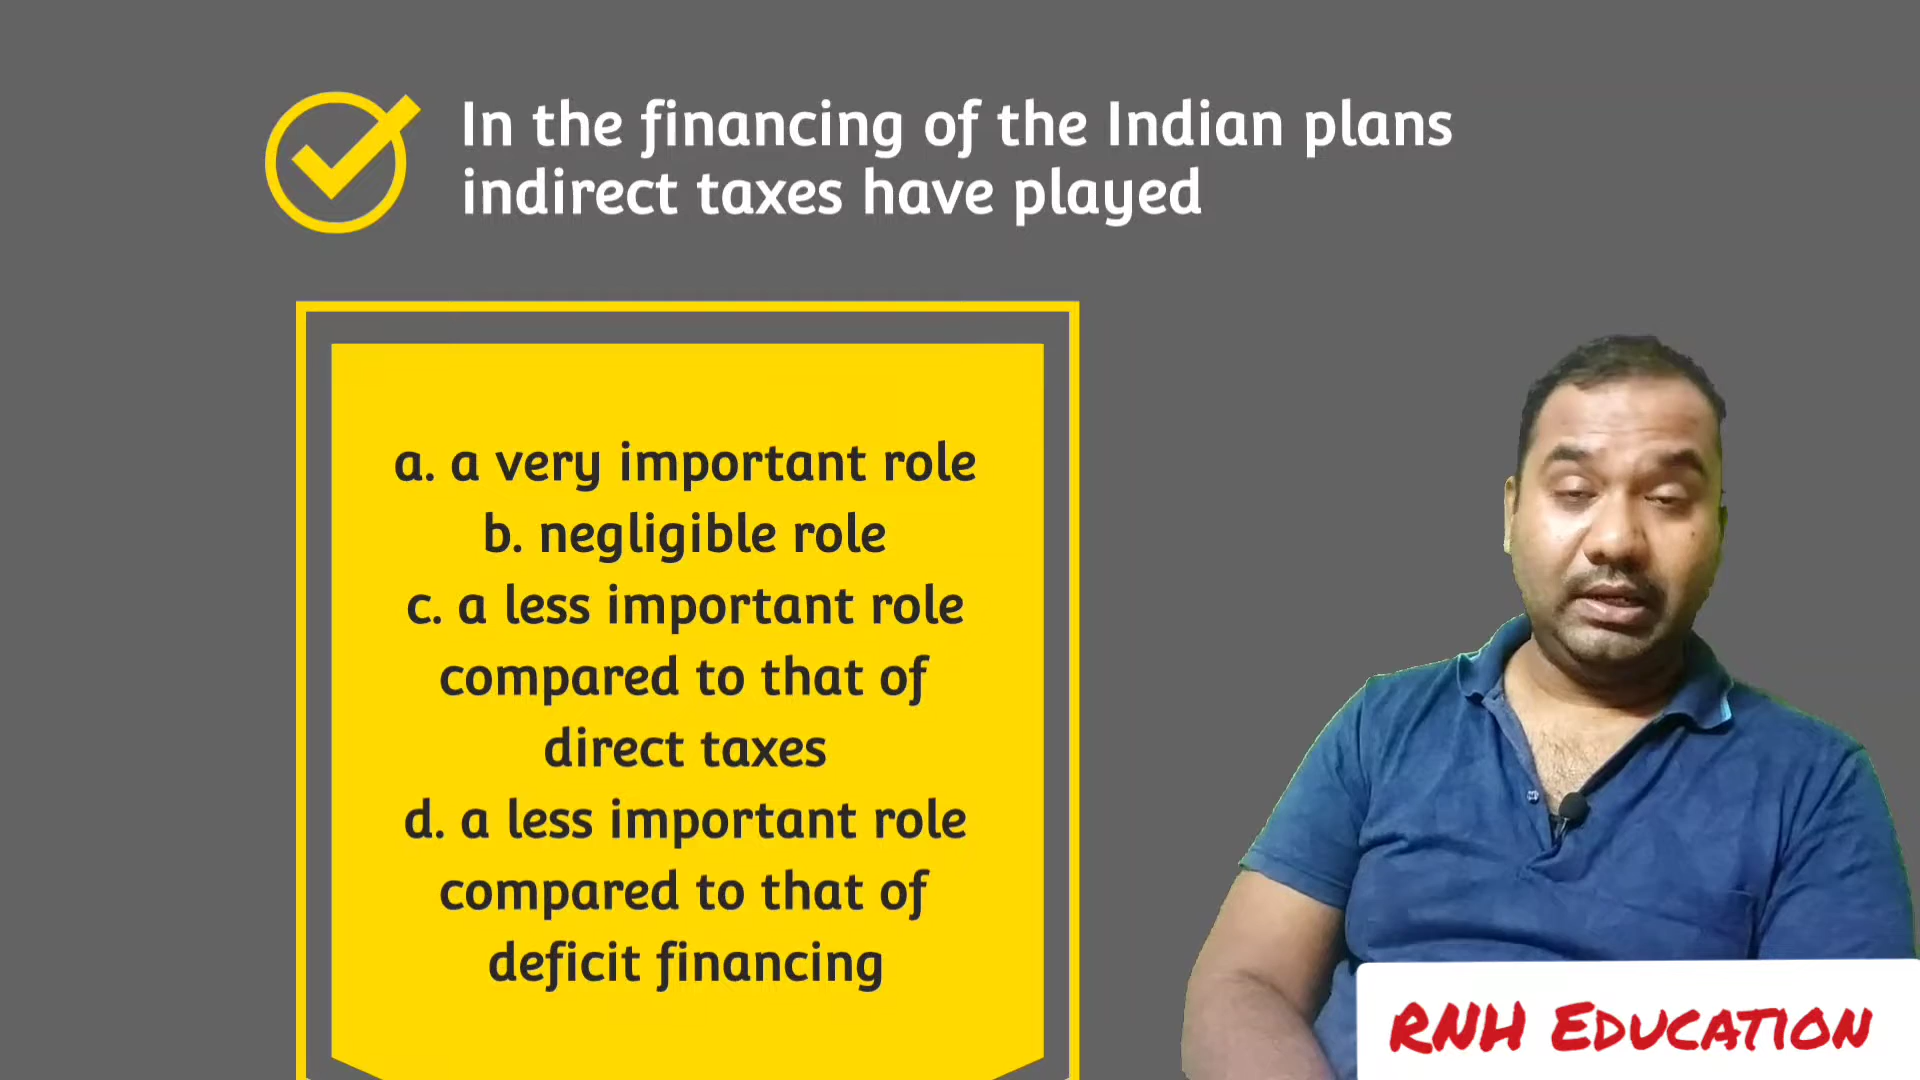 In the financing of the Indian plans
indirect taxes have played
a. a very important role
b. negligible role
c. a less important role
compared to that of
direct taxes
d. a less important role
compared to that of
deficit financing
RNH EDUCATION